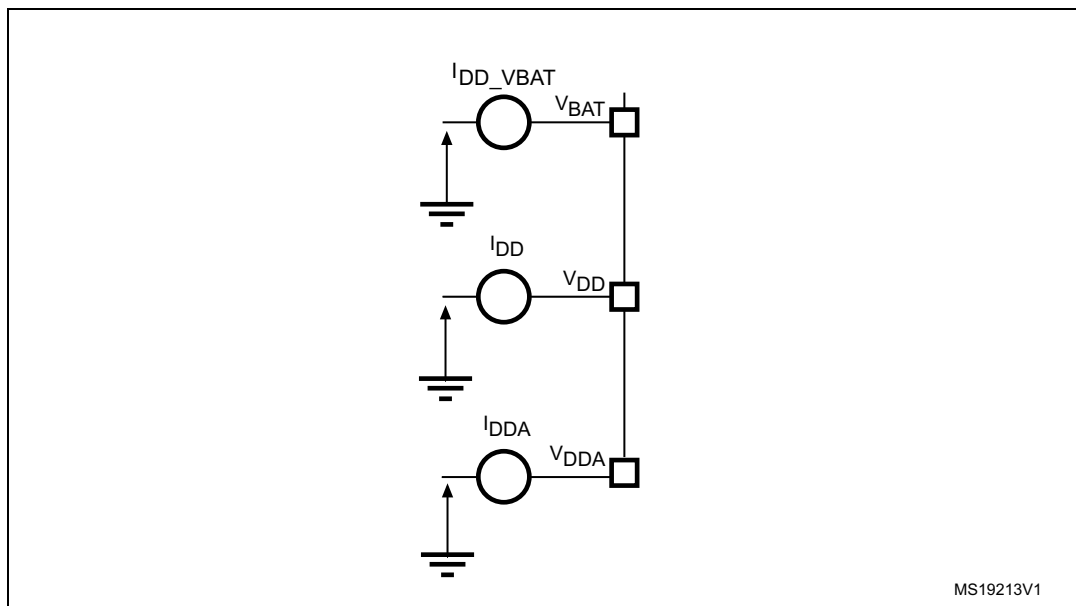 IDD_VBAT
VBAT
IDD
VDD
IDDA
VDDA
MS19213V1